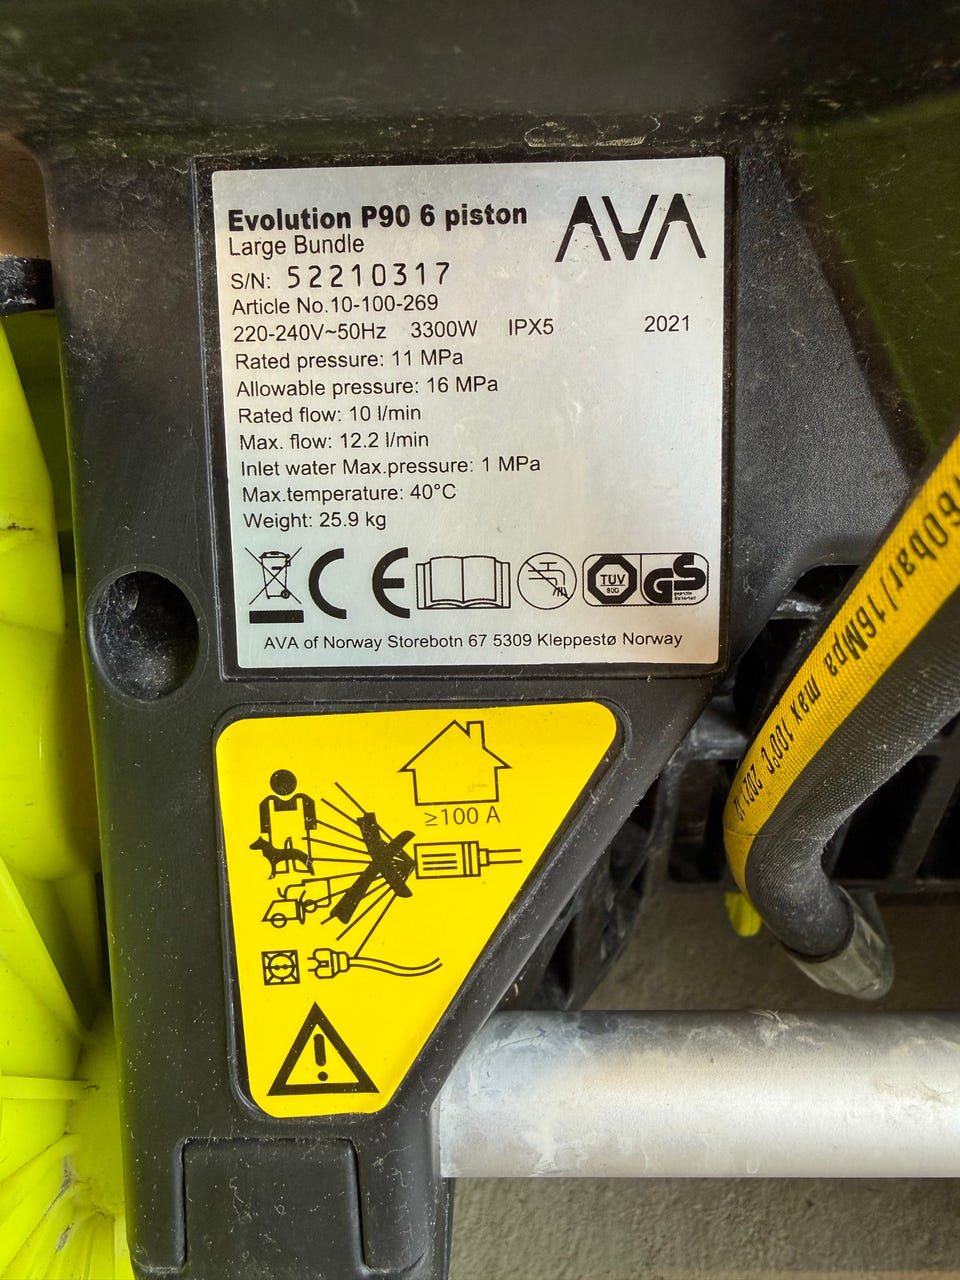 Evolution P90 6 piston
AVA
Large Bundle
S/N: 52210317
Article No.10-100-269
220-240V~50Hz 3300W IPX5 2021
Rated pressure: 11 MPa
Allowable pressure: 16 MPa
Rated flow: 10 l/min
Max. flow: 12.2 l/min
Inlet water Max.pressure: 1 MPa
Max.temperature: 40°C
Weight: 25.9 kg
CE
TÜV
GS
AVA of Norway Storebotn 67 5309 Kleppestø Norway
≥100 A
160bar/16Mpa max 100°C 2021